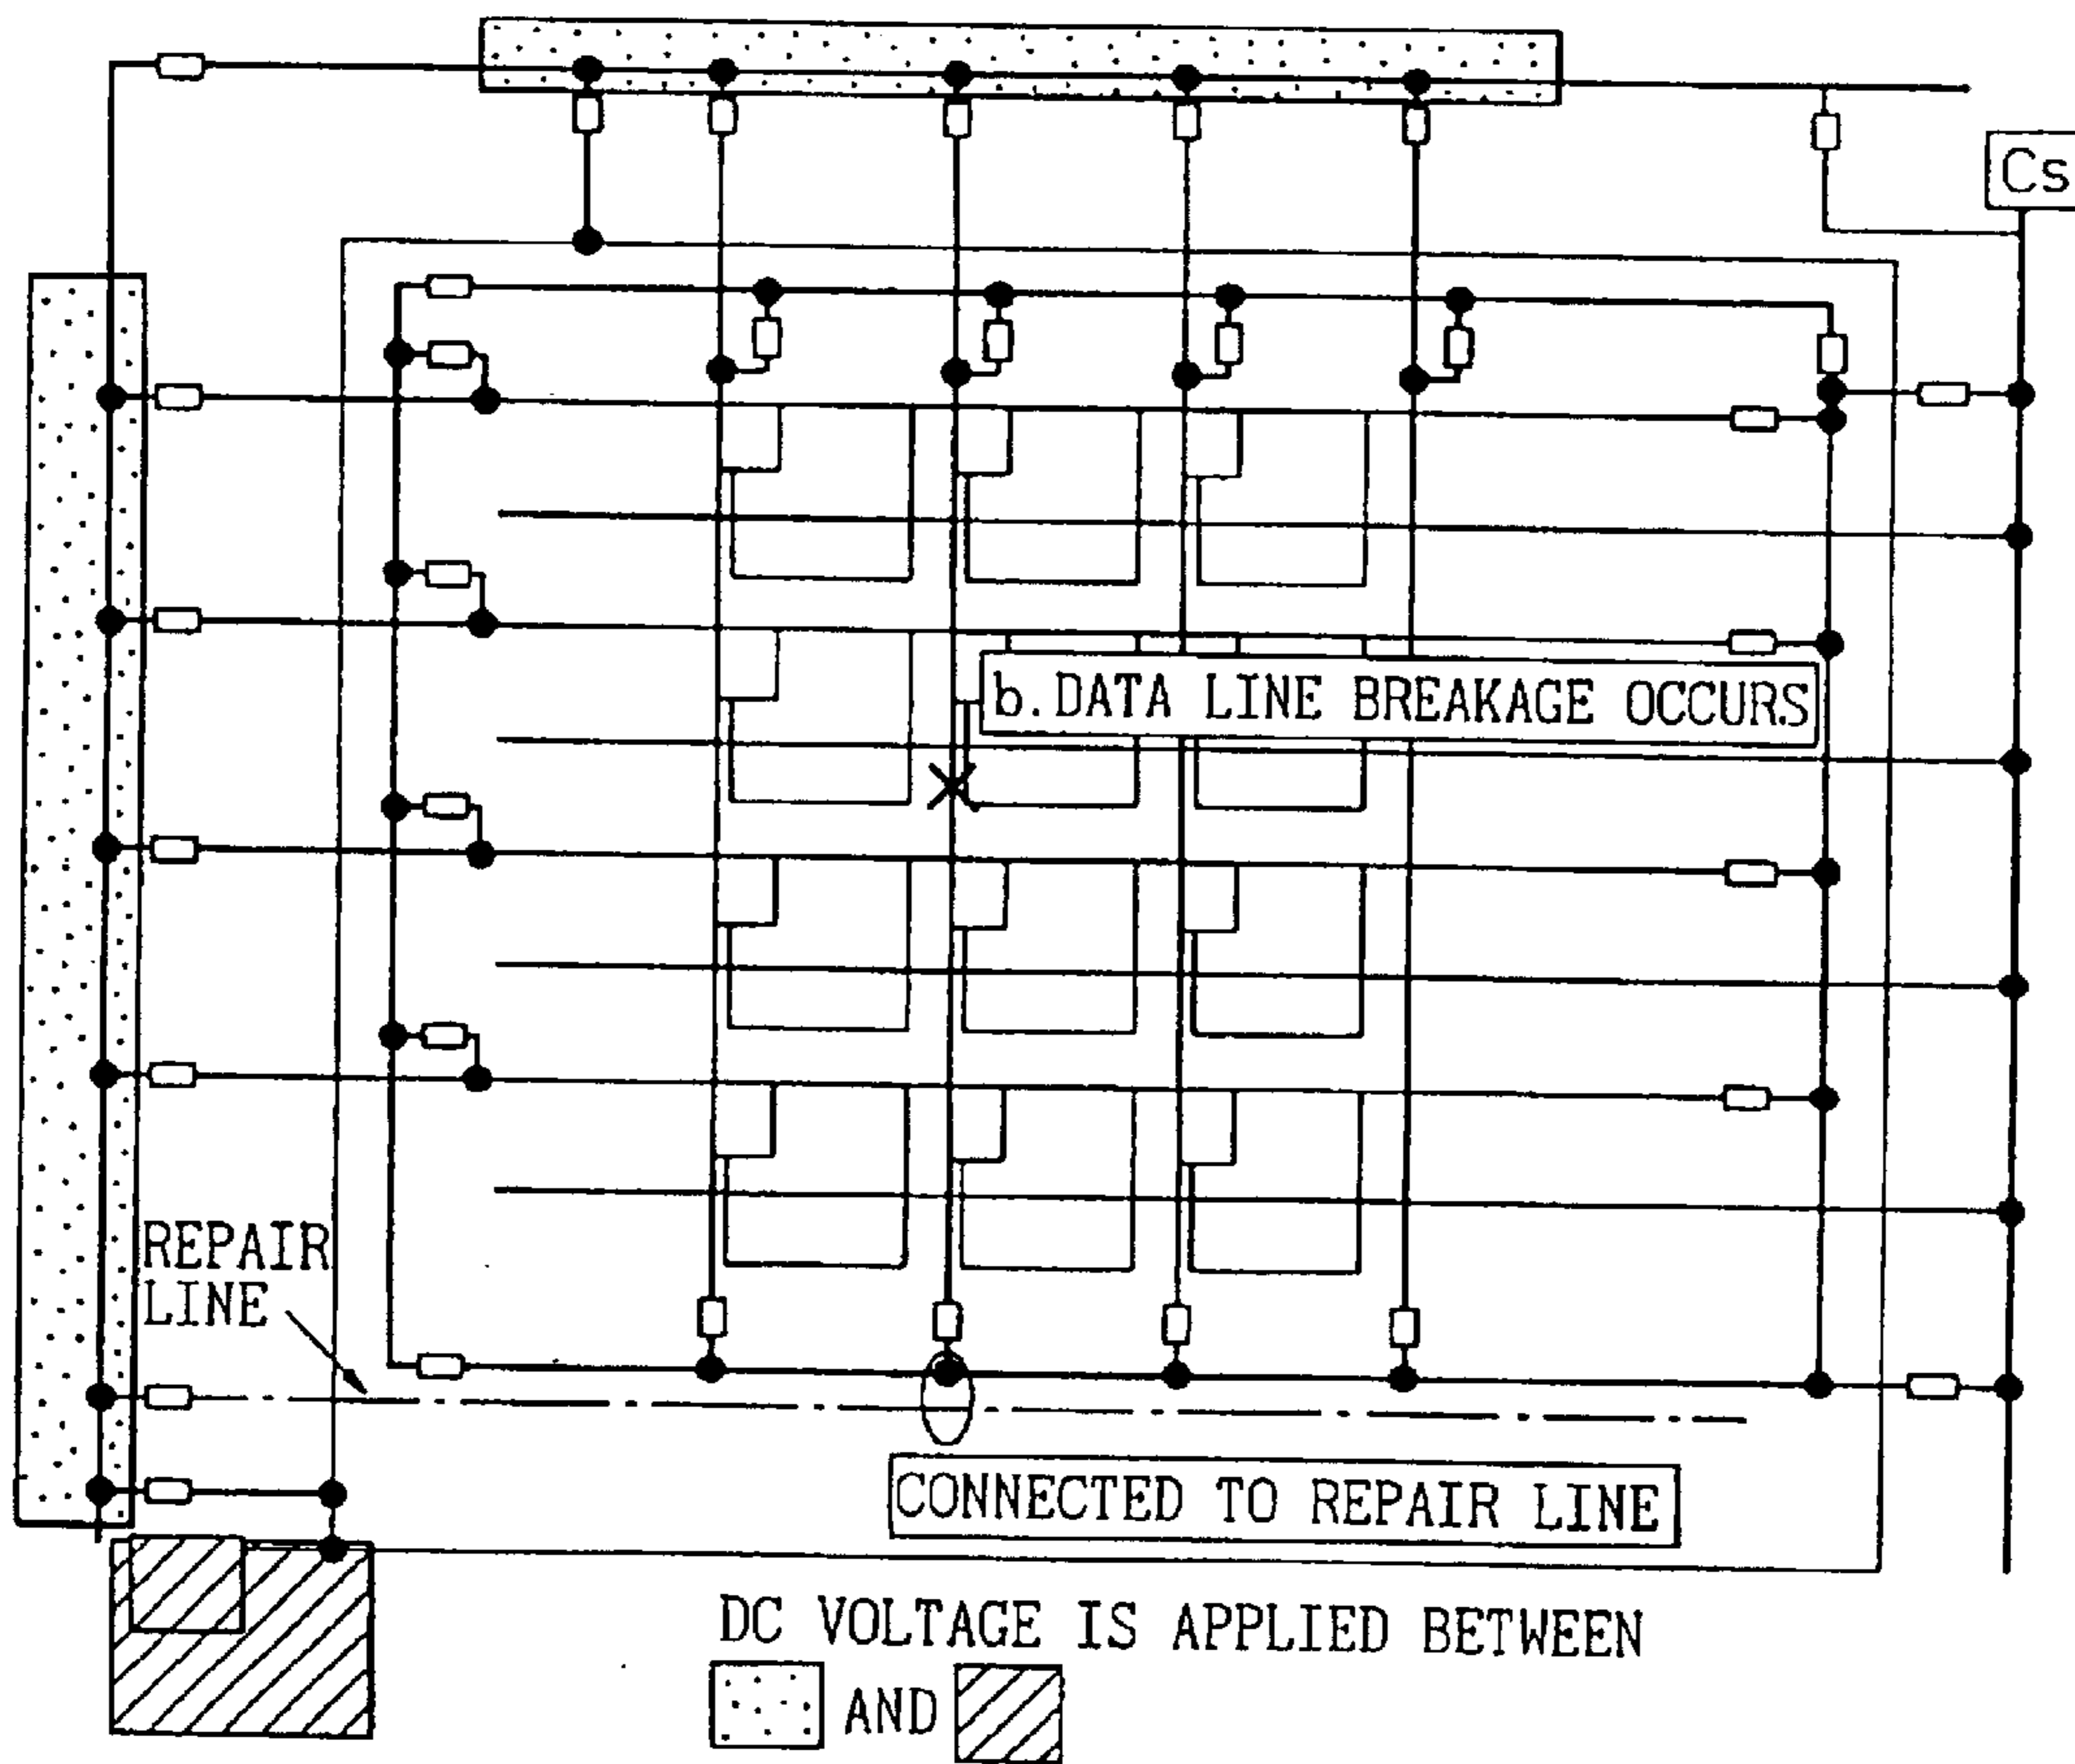 Cs
b. DATA LINE BREAKAGE OCCURS
REPAIR
LINE
CONNECTED TO REPAIR LINE
DC VOLTAGE IS APPLIED BETWEEN
AND